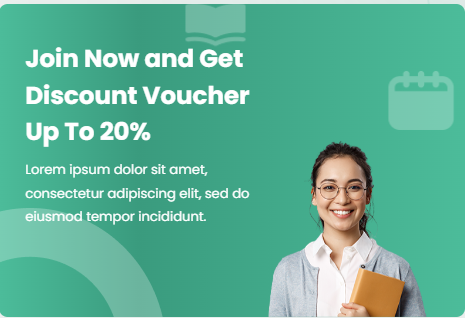 Join Now and Get
Discount Voucher
Up To 20%
Lorem ipsum dolor sit amet,
consectetur adipiscing elit, sed do
eiusmod tempor incididunt.